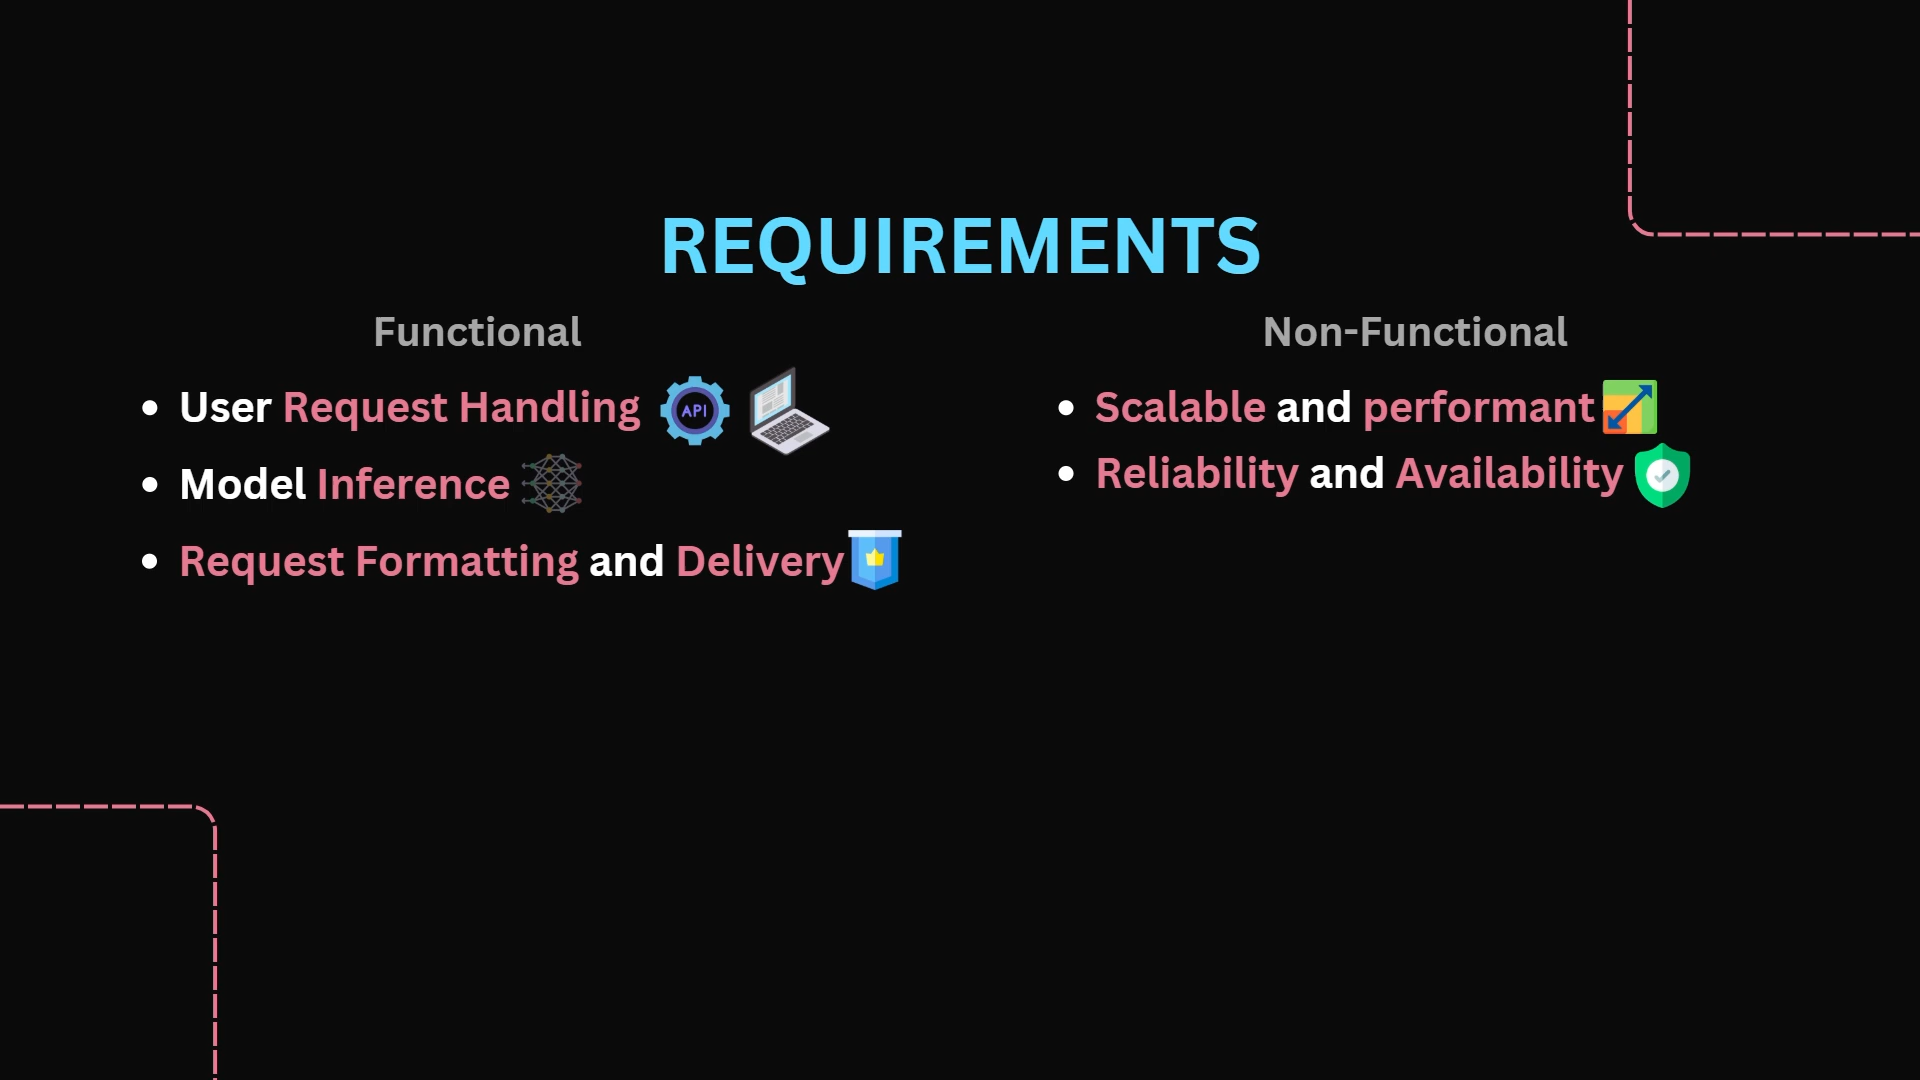 REQUIREMENTS
Functional
User Request Handling
API
Model Inference
Request Formatting and Delivery
Non-Functional
Scalable and performant
Reliability and Availability